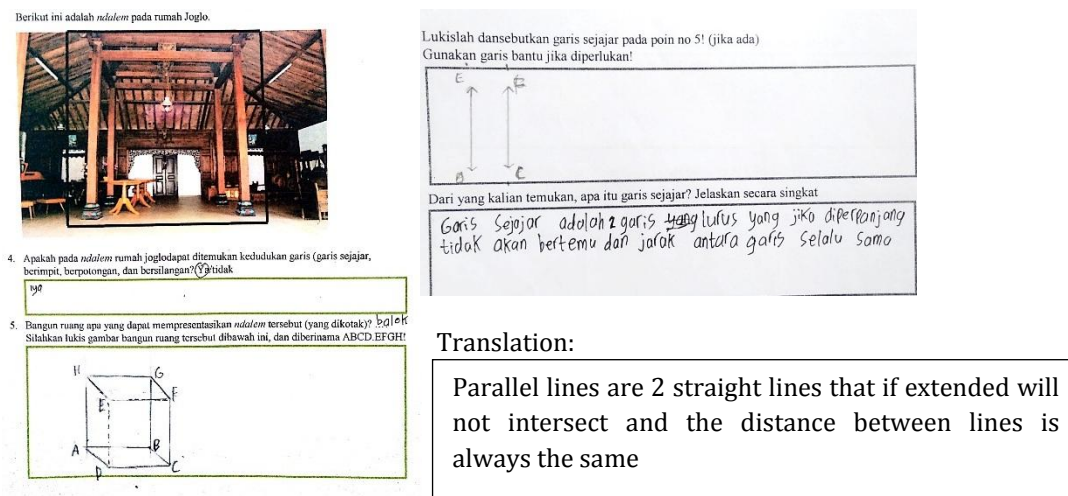 Berikut ini adalah ndalem pada rumah Joglo.
4. Apakah pada ndalem rumah joglodapat ditemukan kedudukan garis (garis sejajar,
berimpit, berpotongan, dan bersilangan?(Ya/tidak
iya
5. Bangun ruang apa yang dapat mempresentasikan ndalem tersebut (yang dikotak)? balok
Silahkan lukis gambar bangun ruang tersebut dibawah ini, dan diberinama ABCD.EFGH!
H
G
E
F
A
B
D
C
Lukislah dansebutkan garis sejajar pada poin no 5! (jika ada)
Gunakan garis bantu jika diperlukan!
E
C
Dari yang kalian temukan, apa itu garis sejajar? Jelaskan secara singkat
Garis Sejajar adalah 2 garis yang lurus yang jika diperpanjang
tidak akan bertemu dan jarak antara garis selalu sama
Translation:
Parallel lines are 2 straight lines that if extended will
not intersect and the distance between lines is
always the same